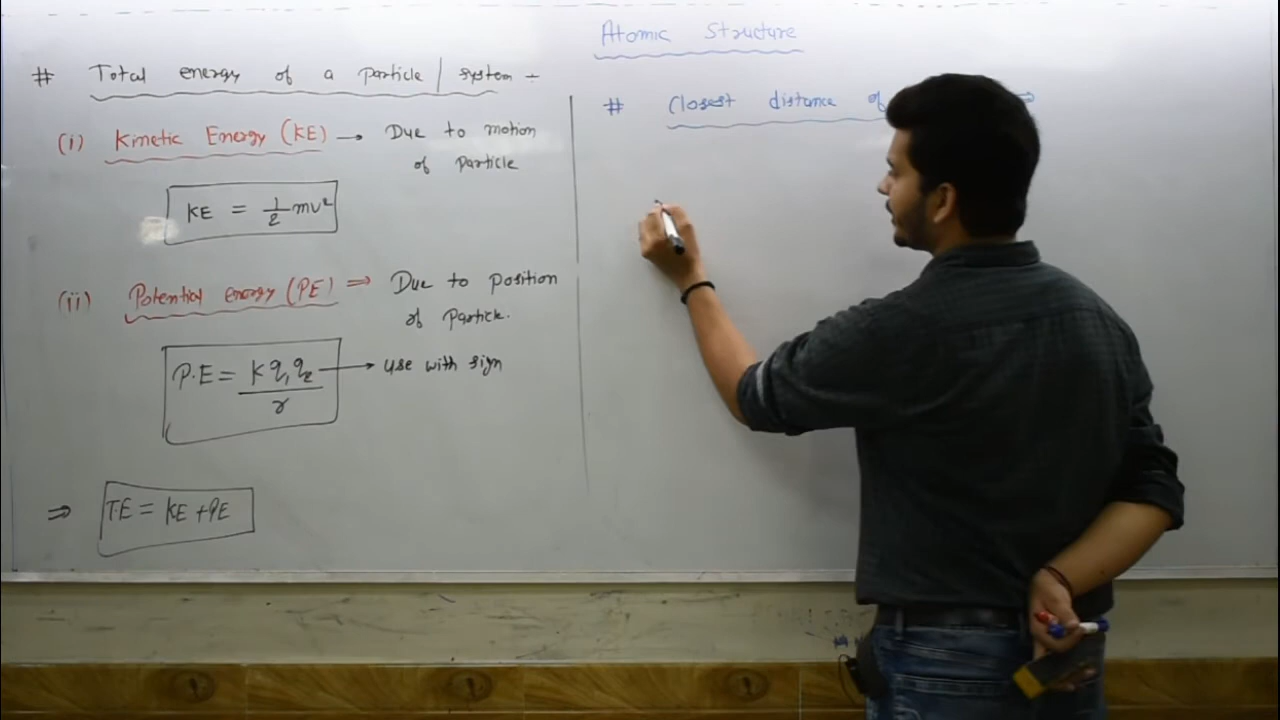 Atomic Structure
# Total energy of a particle / system ÷
(i) Kinetic Energy (KE) → Due to motion
of particle
KE = 1/2 mv²
(ii) Potential energy (PE) ⇒ Due to position
of particle.
P.E = K q₁ q₂ / r → use with sign
⇒ T.E = KE + PE
# Closest distance of ⇒